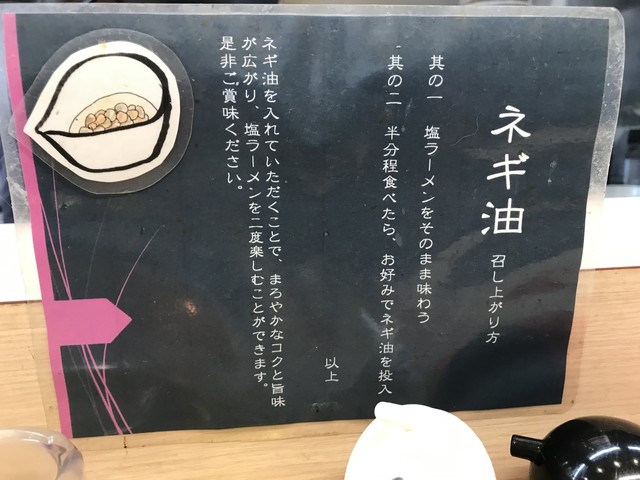 ネギ油 召し上がり方
其の一 塩ラーメンをそのまま味わう
其の二 半分程食べたら、お好みでネギ油を投入
以上
ネギ油を入れていただくことで、まろやかなコクと旨味
が広がり、塩ラーメンを二度楽しむことができます。
是非ご賞味ください。